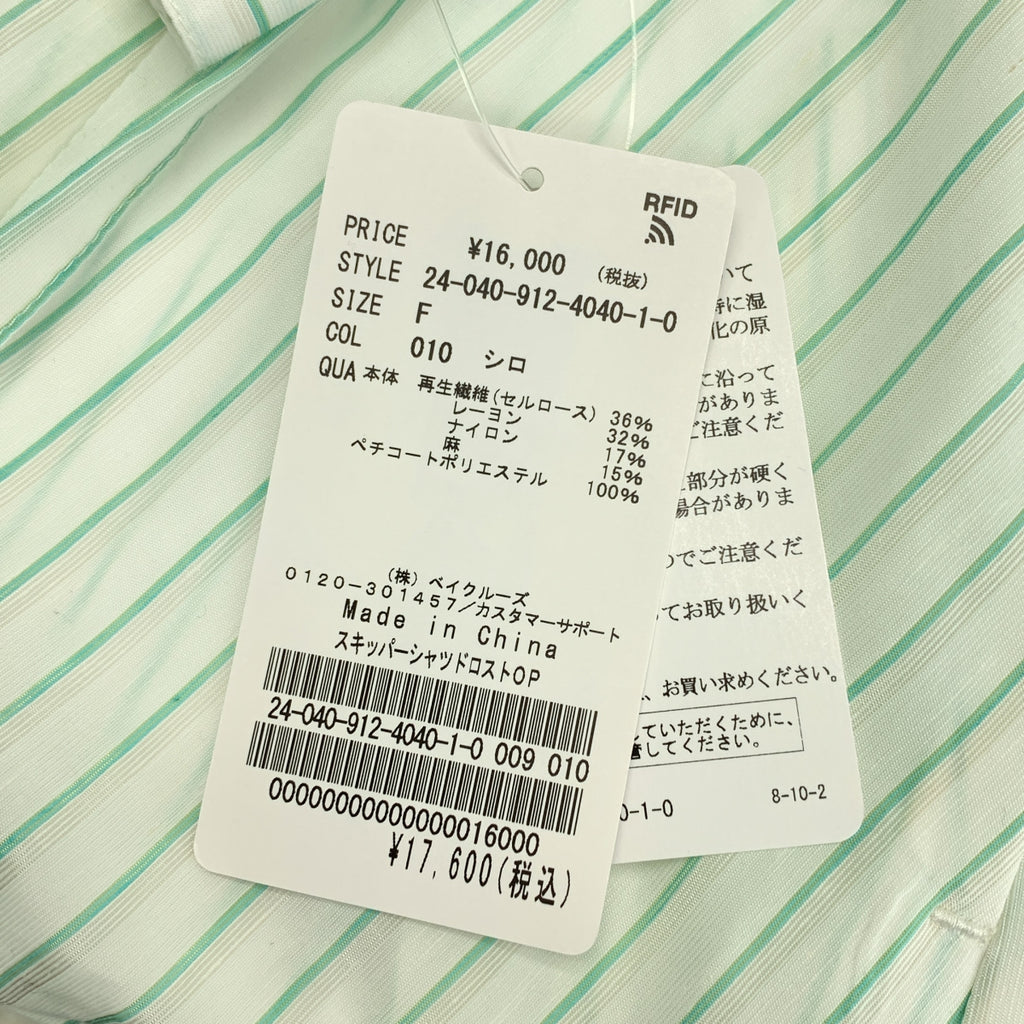 RFID
PRICE ¥16,000 (税抜)
STYLE 24-040-912-4040-1-0
SIZE F
COL 010 シロ
QUA 本体 再生繊維(セルロース) 36%
レーヨン 32%
ナイロン 17%
麻 15%
ペチコートポリエステル 100%
(株) ベイクルーズ
0120-301457/カスタマーサポート
Made in China
スキッパーシャツドロストOP
24-040-912-4040-1-0 009 010
0000000000000016000
¥17,600(税込)
いて
特に湿
化の原
に沿って
がありま
ご注意くだ
部分が硬く
場合がありま
のでご注意くだ
てお取り扱いく
、お買い求めください。
していただくために、
してください。
0-1-0 8-10-2